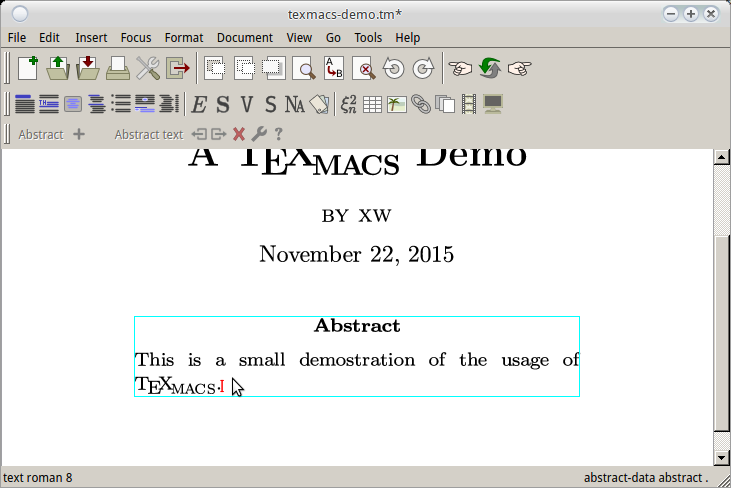 texmacs-demo.tm*
File Edit Insert Focus Format Document View Go Tools Help
Abstract Abstract text
A TEXMACS Demo
BY XW
November 22, 2015
Abstract
This is a small demostration of the usage of
TEXMACS.
text roman 8 abstract-data abstract .